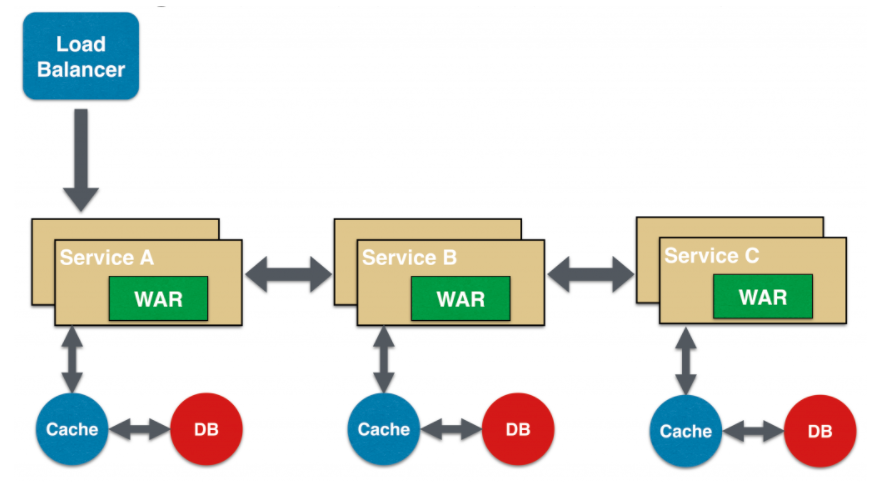 Load
Balancer
Service A
WAR
Service B
WAR
Service C
WAR
Cache
DB
Cache
DB
Cache
DB